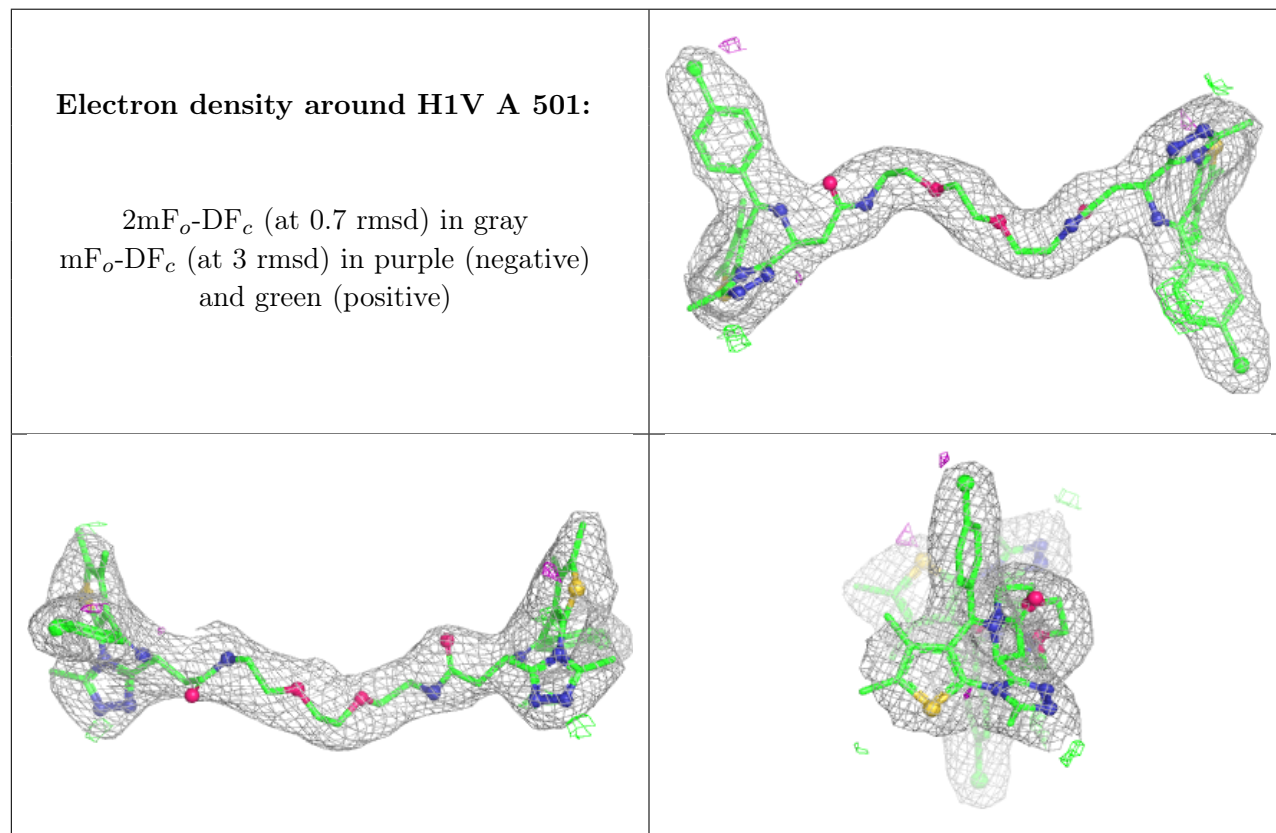 Electron density around H1V A 501:
2mFₒ-DF𝒸 (at 0.7 rmsd) in gray
mFₒ-DF𝒸 (at 3 rmsd) in purple (negative)
and green (positive)